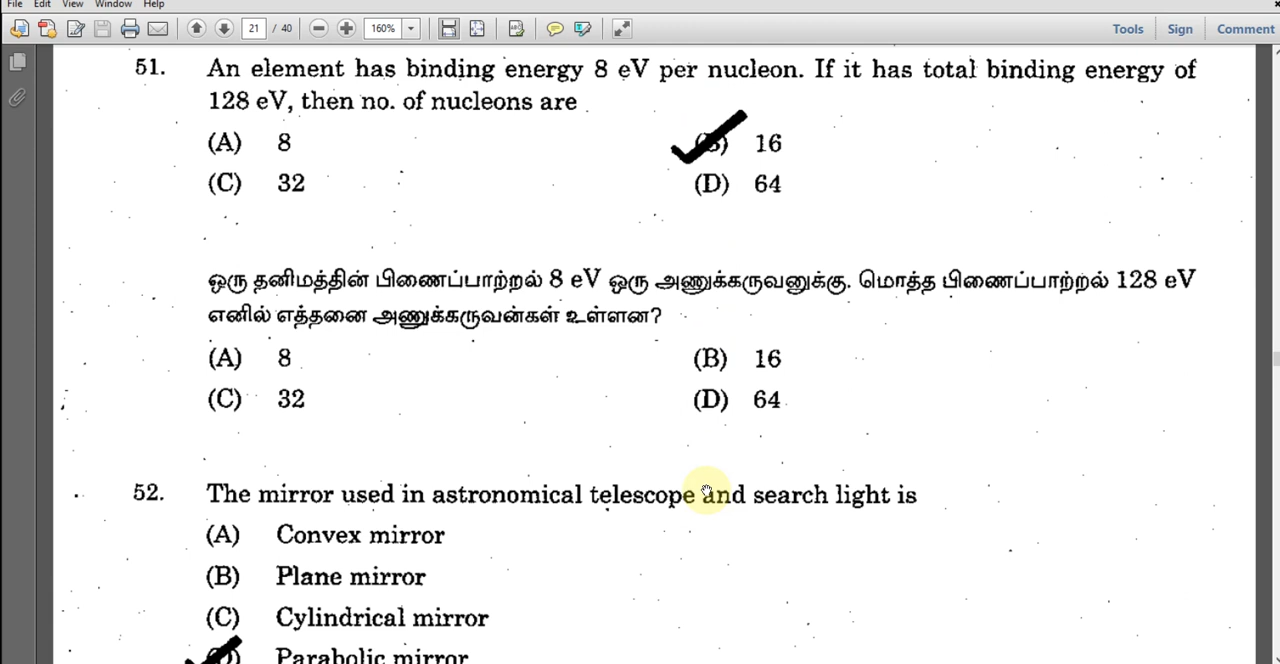 File Edit View Window Help
21 / 40 160% Tools Sign Comment
51. An element has binding energy 8 eV per nucleon. If it has total binding energy of
128 eV, then no. of nucleons are
(A) 8 (B) 16
(C) 32 (D) 64
ஒரு தனிமத்தின் பிணைப்பாற்றல் 8 eV ஒரு அணுக்கருவனுக்கு. மொத்த பிணைப்பாற்றல் 128 eV
எனில் எத்தனை அணுக்கருவன்கள் உள்ளன?
(A) 8 (B) 16
(C) 32 (D) 64
52. The mirror used in astronomical telescope and search light is
(A) Convex mirror
(B) Plane mirror
(C) Cylindrical mirror
(D) Parabolic mirror